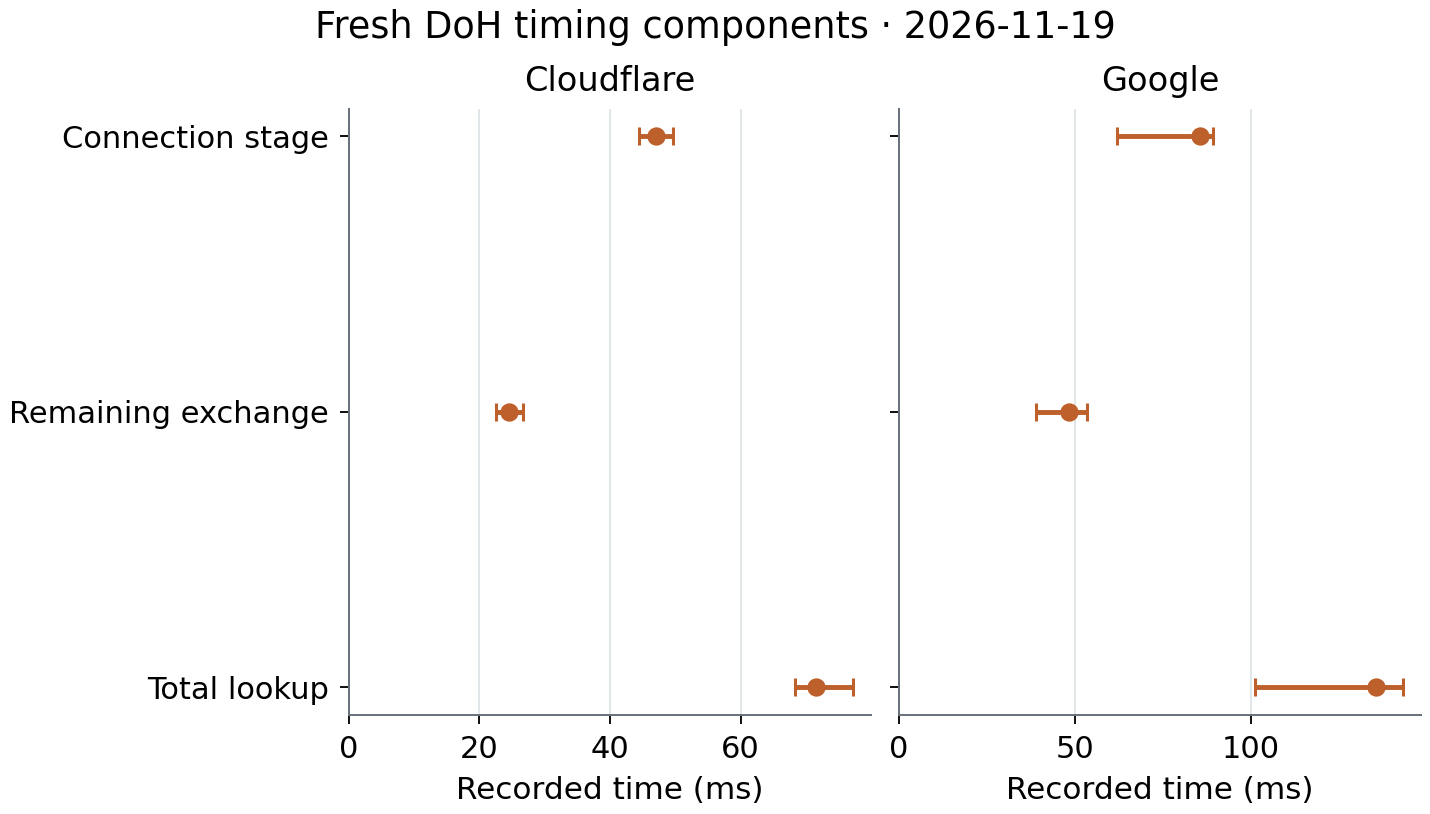 Fresh DoH timing components · 2026-11-19
Cloudflare
Google
Connection stage
Remaining exchange
Total lookup
0 20 40 60
0 50 100
Recorded time (ms)
Recorded time (ms)